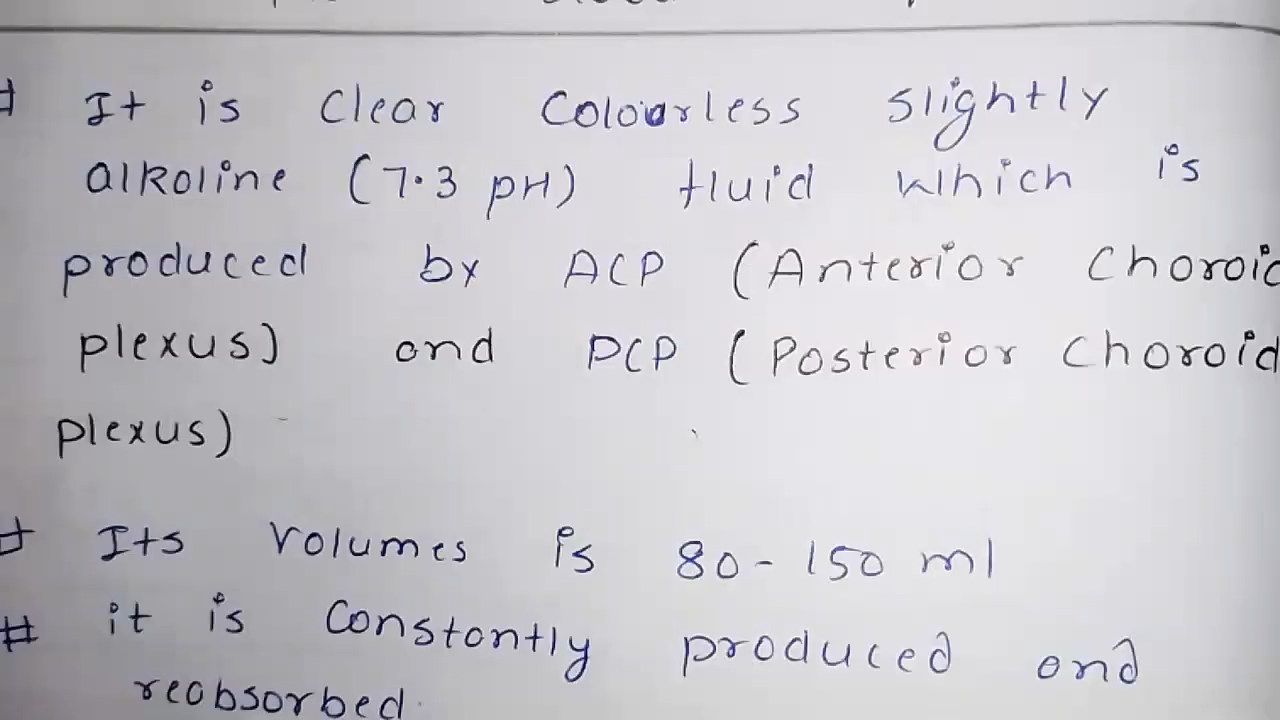 # It is Clear Colourless slightly
alkaline (7.3 pH) fluid which is
produced by ACP (Anterior Choroid
plexus) and PCP (Posterior Choroid
plexus)
# Its Volumes is 80-150 ml
# it is Constantly produced and
reabsorbed.